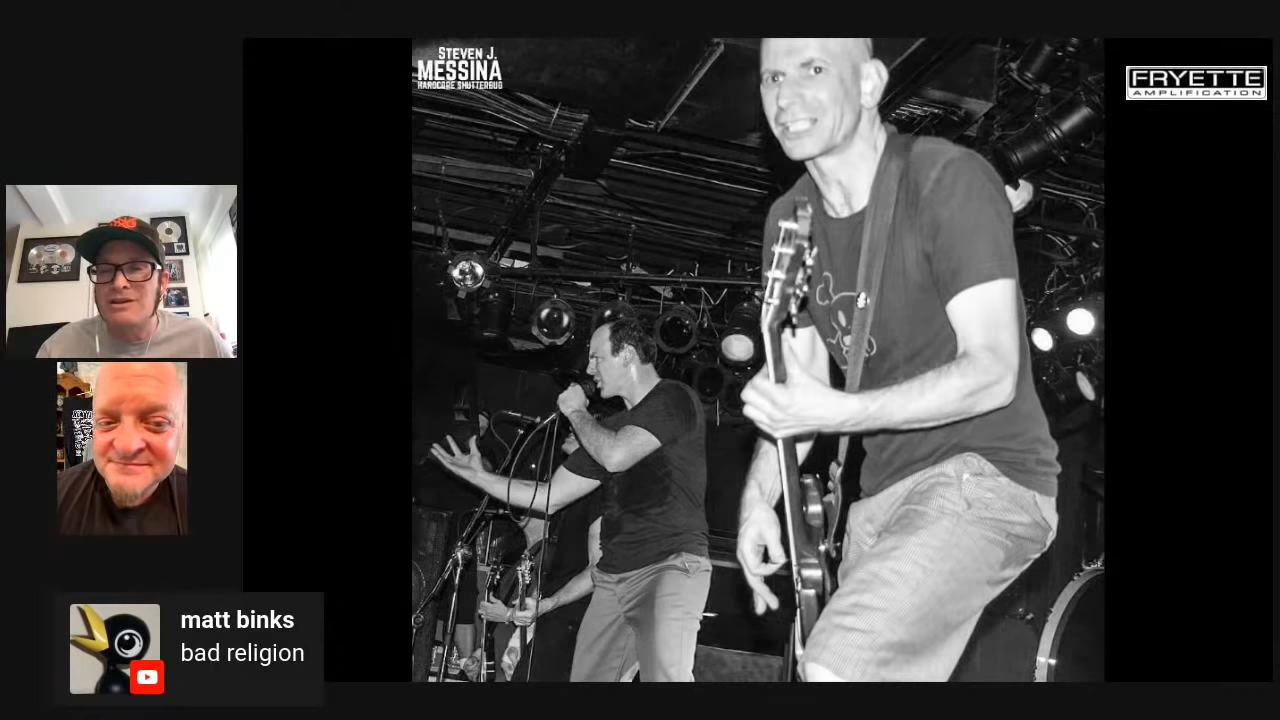 STEVEN J.
MESSINA
HARDCORE SHUTTERBUG
FRYETTE
AMPLIFICATION
matt binks
bad religion